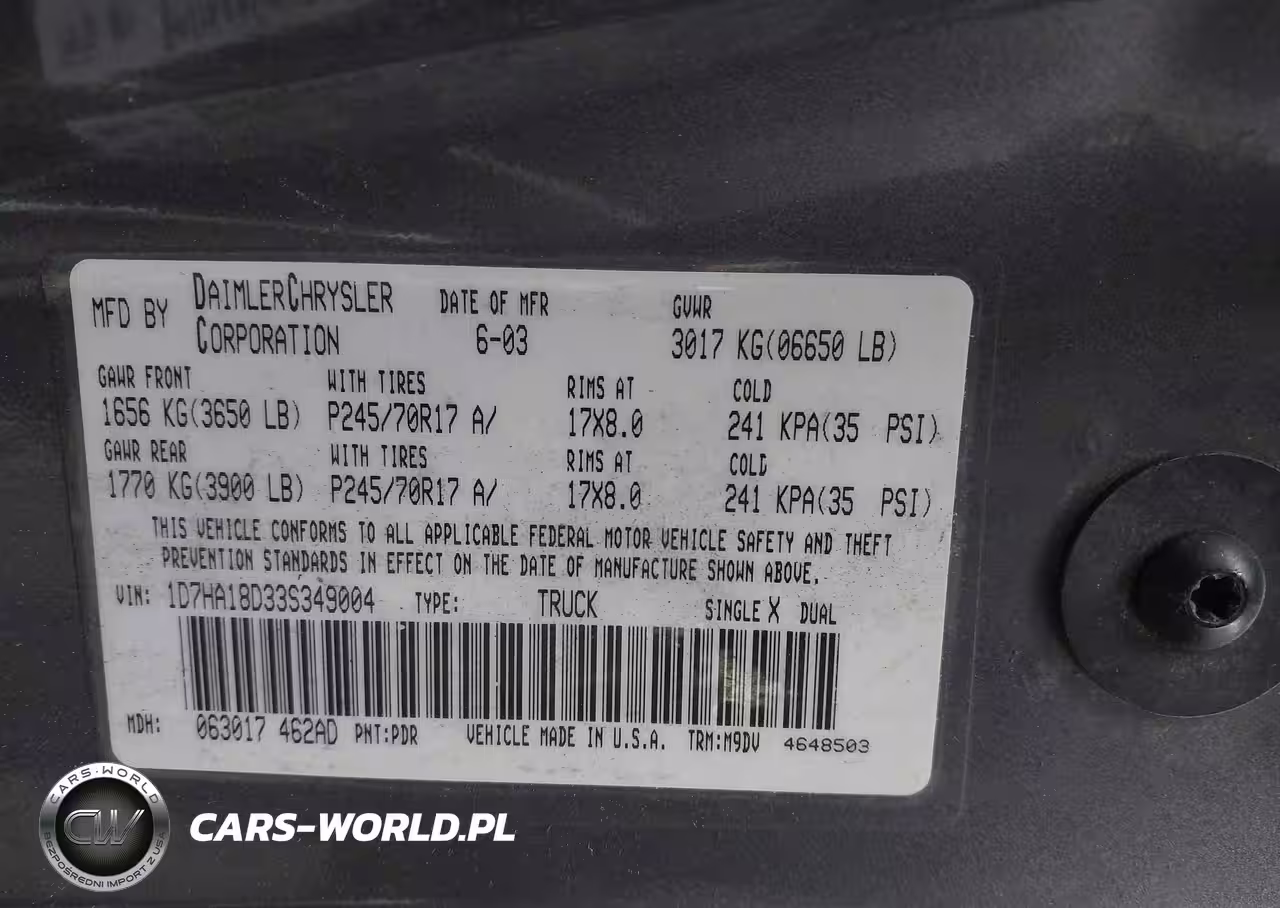 MFD BY DAIMLERCHRYSLER CORPORATION DATE OF MFR 6-03 GVWR 3017 KG(06650 LB)
GAWR FRONT WITH TIRES RIMS AT COLD
1656 KG(3650 LB) P245/70R17 A/ 17X8.0 241 KPA(35 PSI)
GAWR REAR WITH TIRES RIMS AT COLD
1770 KG(3900 LB) P245/70R17 A/ 17X8.0 241 KPA(35 PSI)
THIS VEHICLE CONFORMS TO ALL APPLICABLE FEDERAL MOTOR VEHICLE SAFETY AND THEFT
PREVENTION STANDARDS IN EFFECT ON THE DATE OF MANUFACTURE SHOWN ABOVE.
VIN: 1D7HA18D33S349004 TYPE: TRUCK SINGLE X DUAL
MDH: 063017 462AD PNT:PDR VEHICLE MADE IN U.S.A. TRM:M9DV 4648503
CARS-WORLD
CW
BEZPOŚREDNI IMPORT Z USA
CARS-WORLD.PL